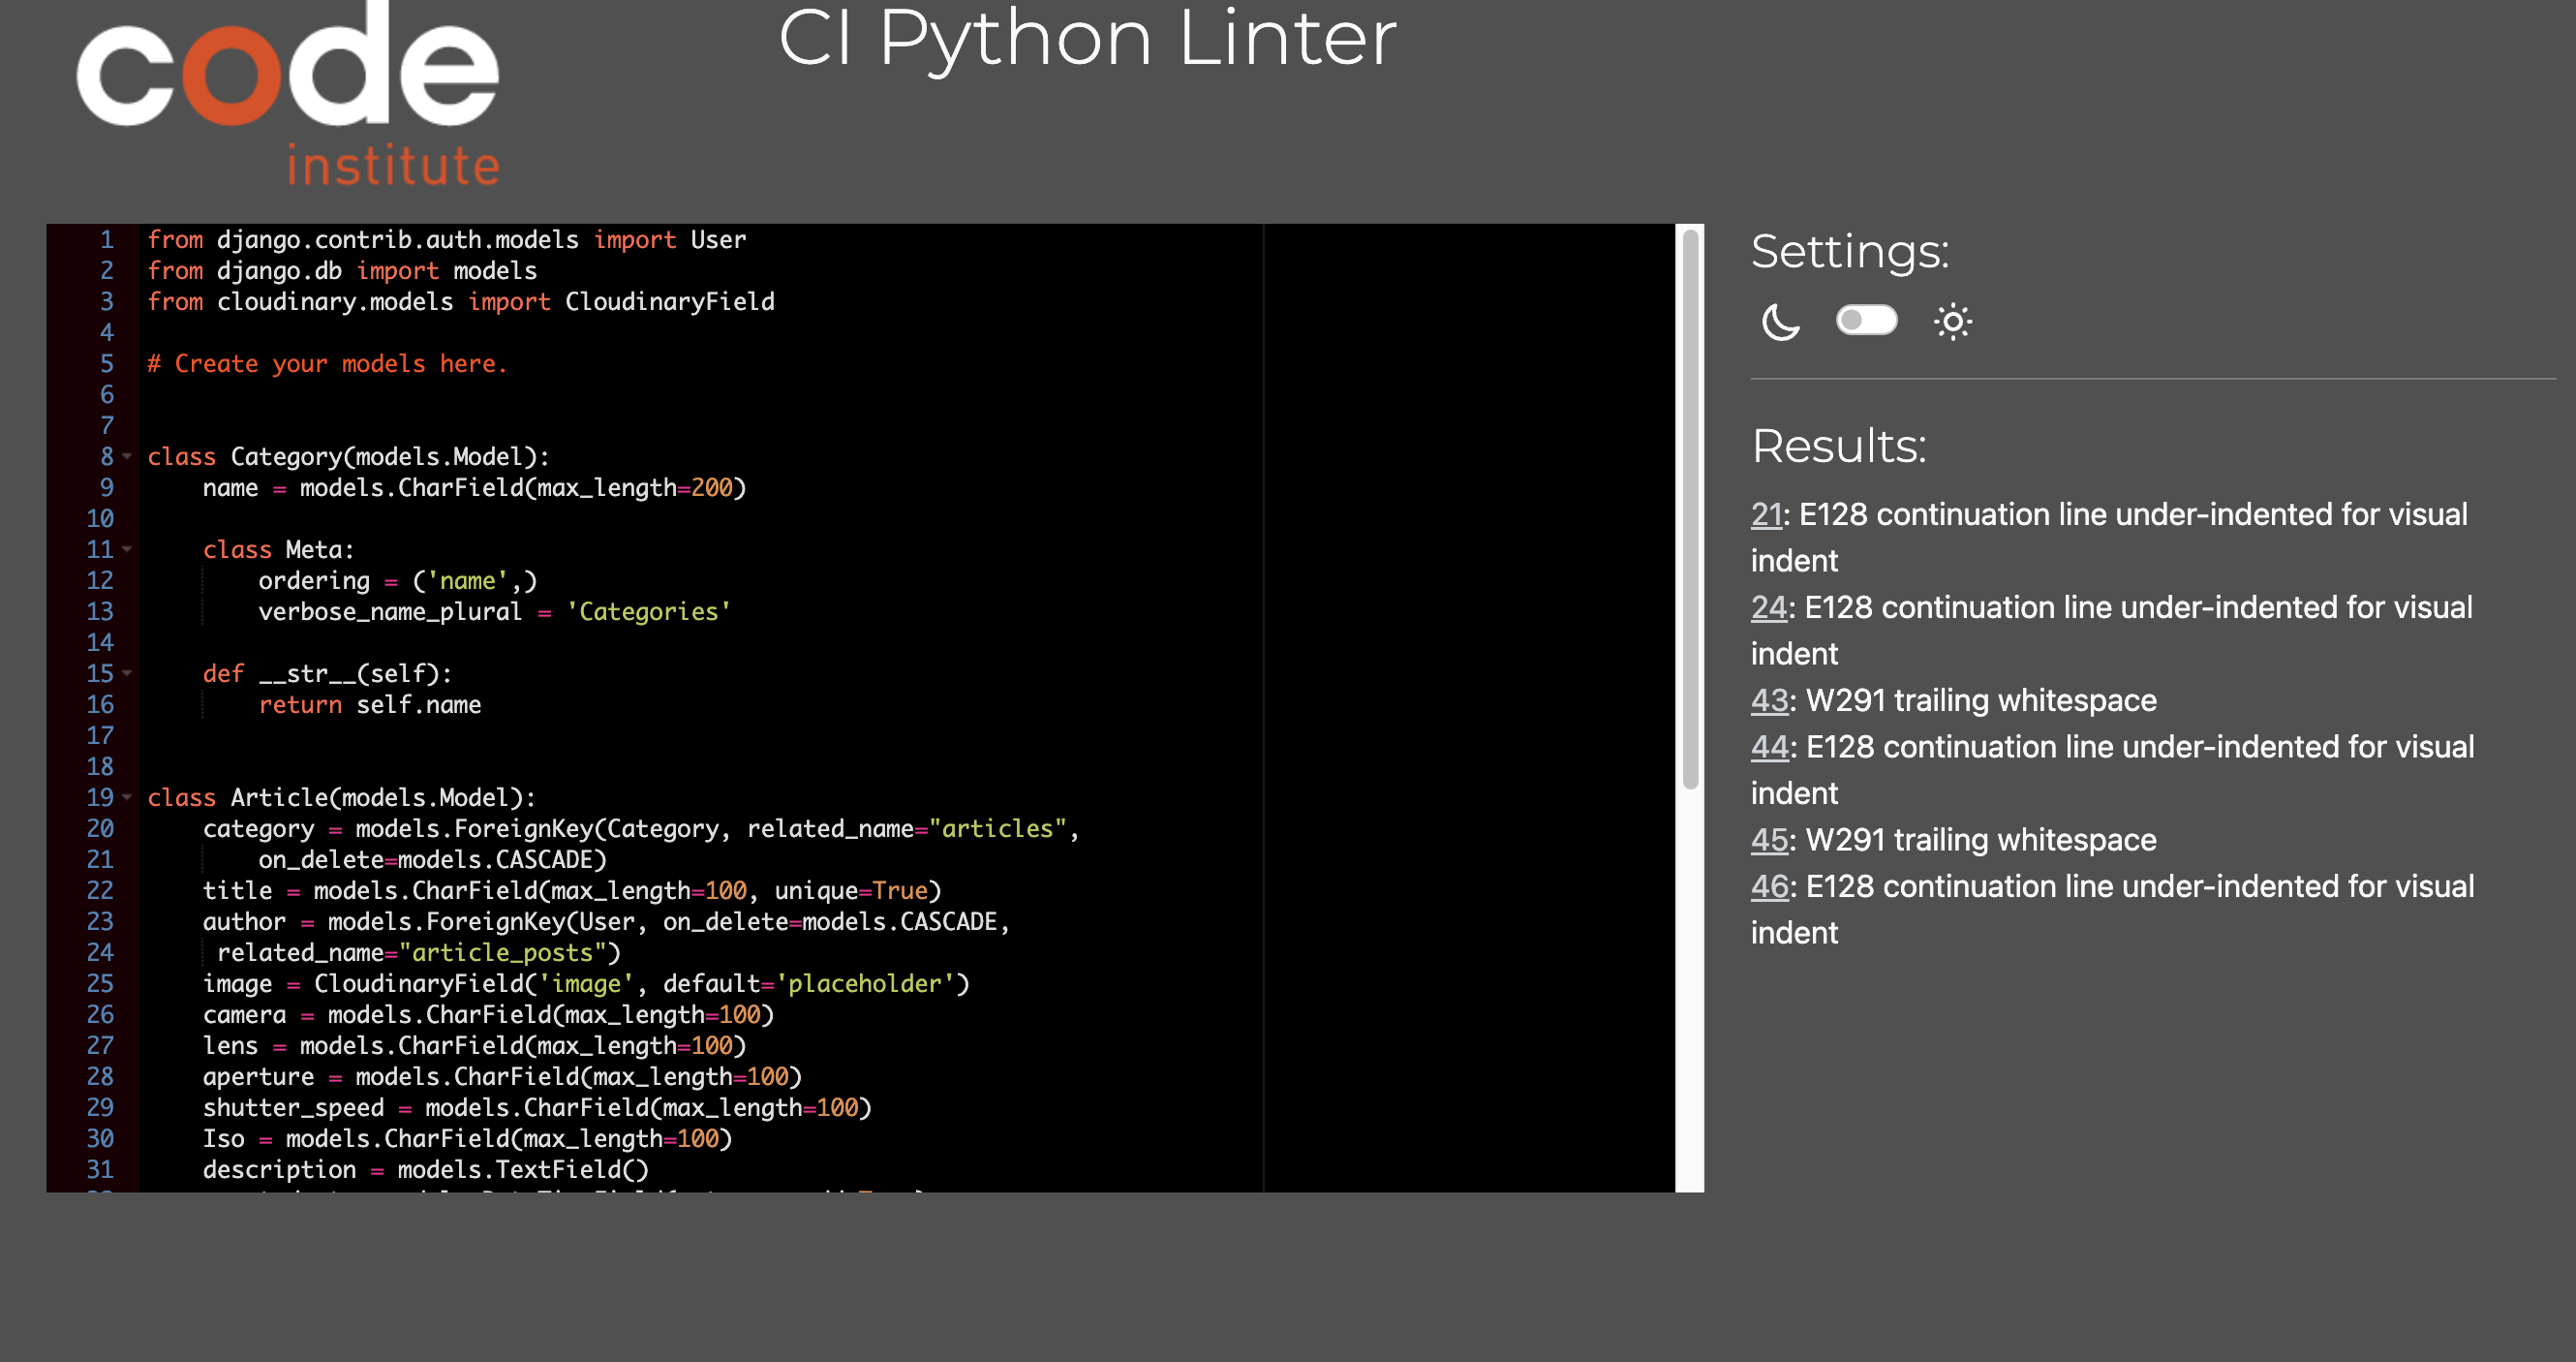 code
institute
CI Python Linter
1 from django.contrib.auth.models import User
2 from django.db import models
3 from cloudinary.models import CloudinaryField
4
5 # Create your models here.
6
7
8 class Category(models.Model):
9     name = models.CharField(max_length=200)
10
11     class Meta:
12         ordering = ('name',)
13         verbose_name_plural = 'Categories'
14
15     def __str__(self):
16         return self.name
17
18
19 class Article(models.Model):
20     category = models.ForeignKey(Category, related_name="articles",
21         on_delete=models.CASCADE)
22     title = models.CharField(max_length=100, unique=True)
23     author = models.ForeignKey(User, on_delete=models.CASCADE,
24      related_name="article_posts")
25     image = CloudinaryField('image', default='placeholder')
26     camera = models.CharField(max_length=100)
27     lens = models.CharField(max_length=100)
28     aperture = models.CharField(max_length=100)
29     shutter_speed = models.CharField(max_length=100)
30     Iso = models.CharField(max_length=100)
31     description = models.TextField()
Settings:
Results:
21: E128 continuation line under-indented for visual
indent
24: E128 continuation line under-indented for visual
indent
43: W291 trailing whitespace
44: E128 continuation line under-indented for visual
indent
45: W291 trailing whitespace
46: E128 continuation line under-indented for visual
indent